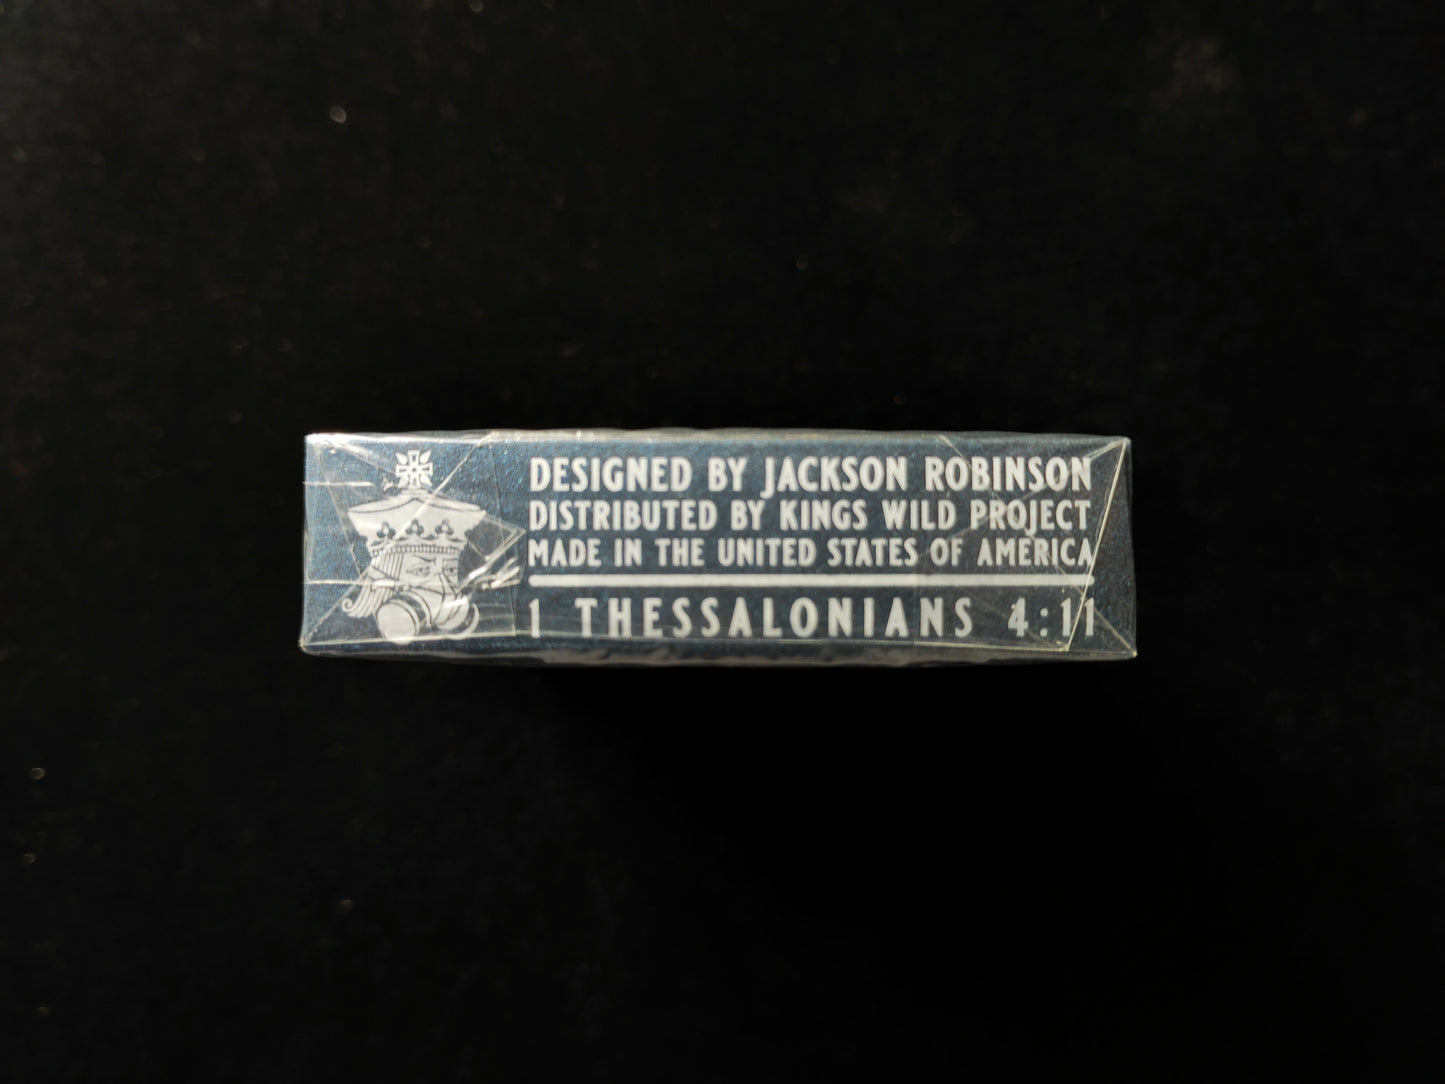 DESIGNED BY JACKSON ROBINSON
DISTRIBUTED BY KINGS WILD PROJECT
MADE IN THE UNITED STATES OF AMERICA
1 THESSALONIANS 4:11